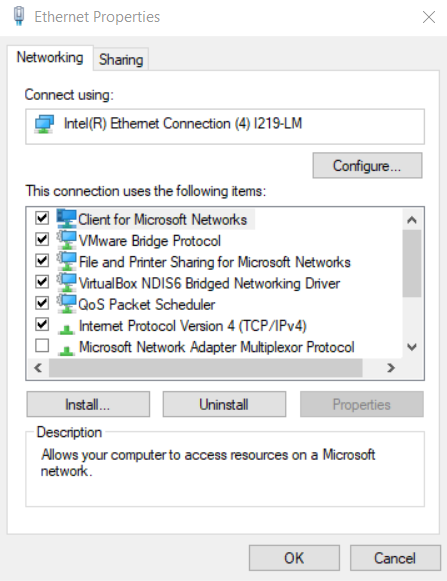 Ethernet Properties
Networking
Sharing
Connect using:
Intel(R) Ethernet Connection (4) I219-LM
Configure...
This connection uses the following items:
Client for Microsoft Networks
VMware Bridge Protocol
File and Printer Sharing for Microsoft Networks
VirtualBox NDIS6 Bridged Networking Driver
QoS Packet Scheduler
Internet Protocol Version 4 (TCP/IPv4)
Microsoft Network Adapter Multiplexor Protocol
Install...
Uninstall
Properties
Description
Allows your computer to access resources on a Microsoft
network.
OK
Cancel